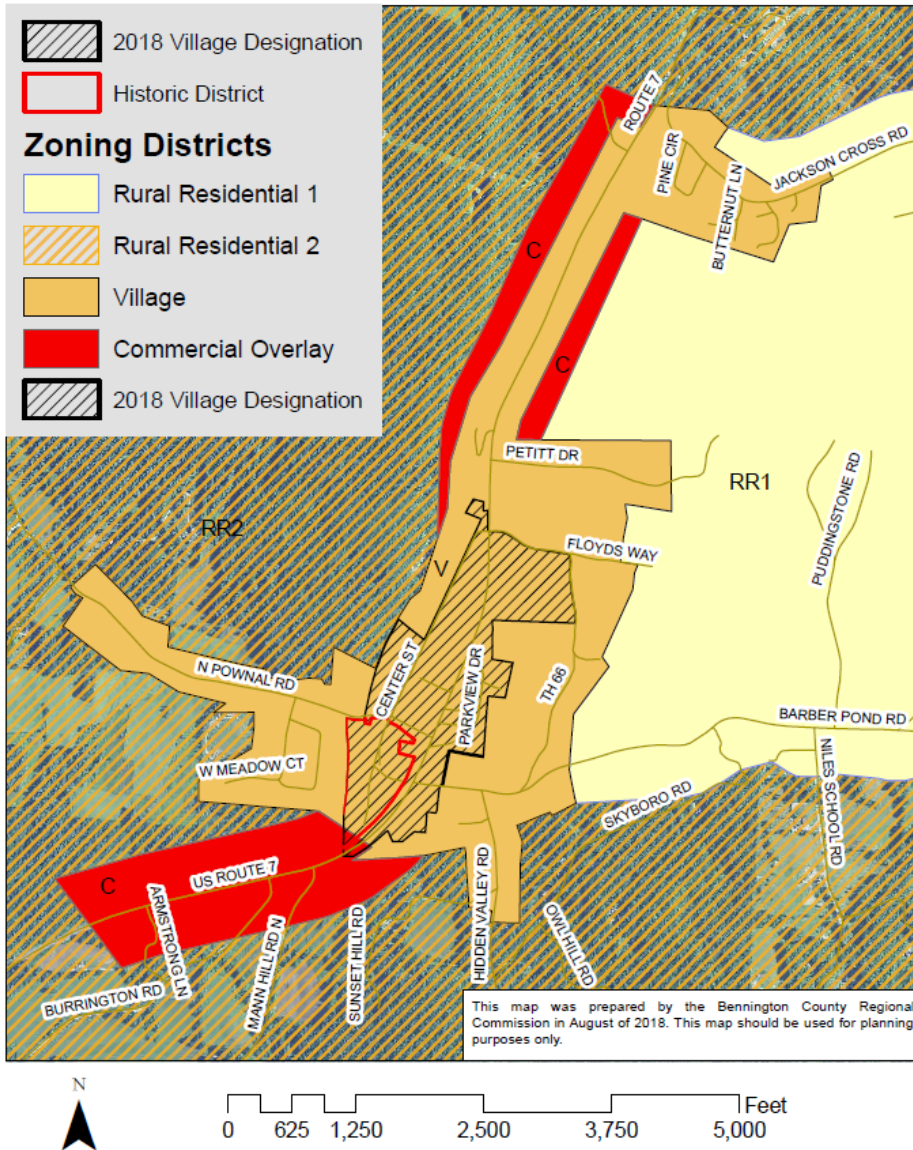 2018 Village Designation
Historic District
Zoning Districts
Rural Residential 1
Rural Residential 2
Village
Commercial Overlay
2018 Village Designation
ROUTE 7
PINE CIR
BUTTERNUT LN
JACKSON CROSS RD
C
C
PETITT DR
RR1
PUDDINGSTONE RD
RR2
FLOYDS WAY
V
N POWNAL RD
CENTER ST
PARKVIEW DR
TH 66
BARBER POND RD
W MEADOW CT
SKYBORO RD
NILES SCHOOL RD
C
US ROUTE 7
ARMSTRONG LN
MANN HILL RD N
SUNSET HILL RD
HIDDEN VALLEY RD
OWL HILL RD
BURRINGTON RD
This map was prepared by the Bennington County Regional
Commission in August of 2018. This map should be used for planning
purposes only.
N
Feet
0 625 1,250 2,500 3,750 5,000